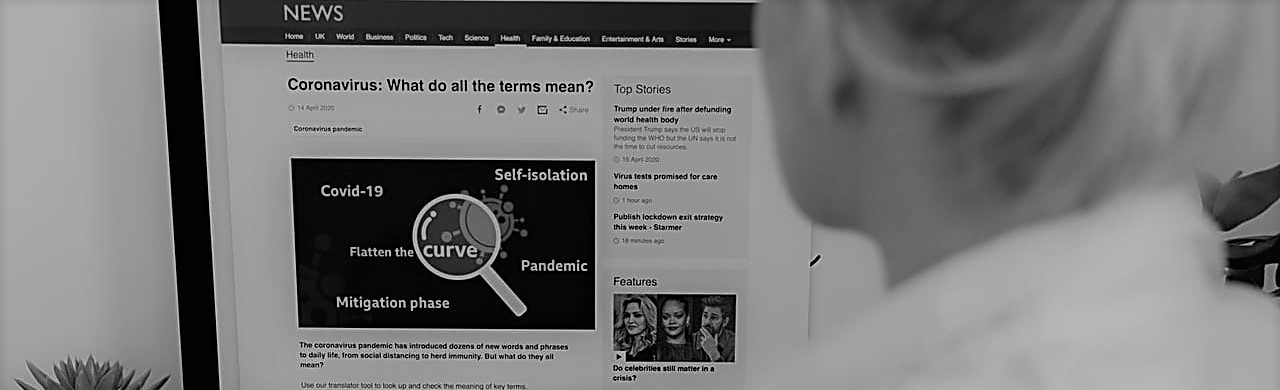 NEWS
Home UK World Business Politics Tech Science Health Family & Education Entertainment & Arts Stories More
Health
Coronavirus: What do all the terms mean?
14 April 2020
Share
Coronavirus pandemic
Covid-19
Self-isolation
Flatten the curve
Pandemic
Mitigation phase
The coronavirus pandemic has introduced dozens of new words and phrases
to daily life, from social distancing to herd immunity. But what do they all
mean?
Use our translator tool to look up and check the meaning of key terms.
Top Stories
Trump under fire after defunding
world health body
President Trump says the US will stop
funding the WHO but the UN says it is not
the time to cut resources.
15 April 2020
Virus tests promised for care
homes
1 hour ago
Publish lockdown exit strategy
this week - Starmer
18 minutes ago
Features
Do celebrities still matter in a
crisis?